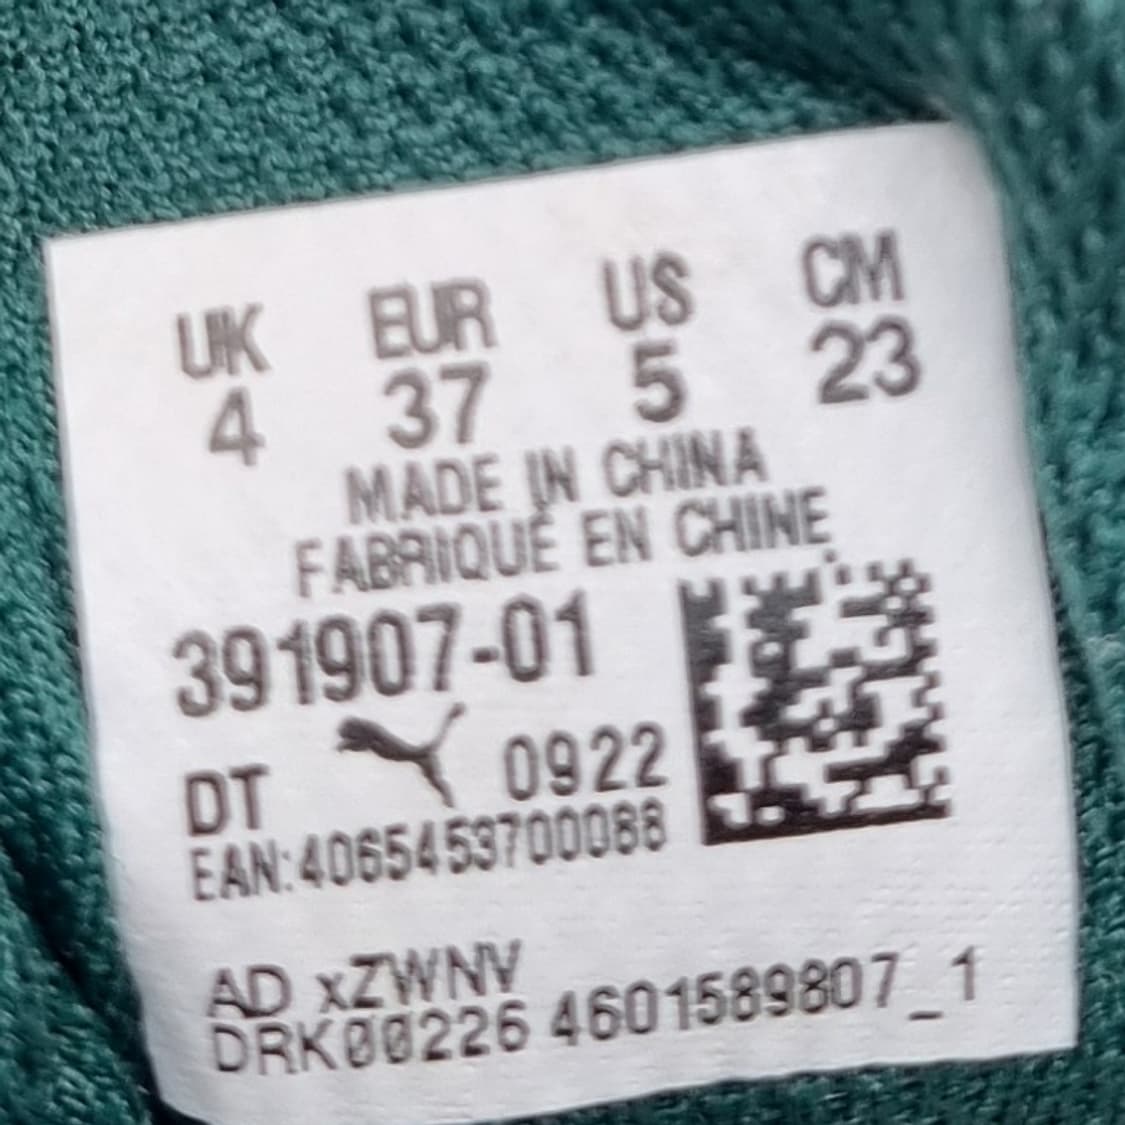 UK EUR US CM
4 37 5 23
MADE IN CHINA
FABRIQUÉ EN CHINE
391907-01
DT 0922
EAN:4065453700088
AD xZWNV
DRK00226 4601589807_1